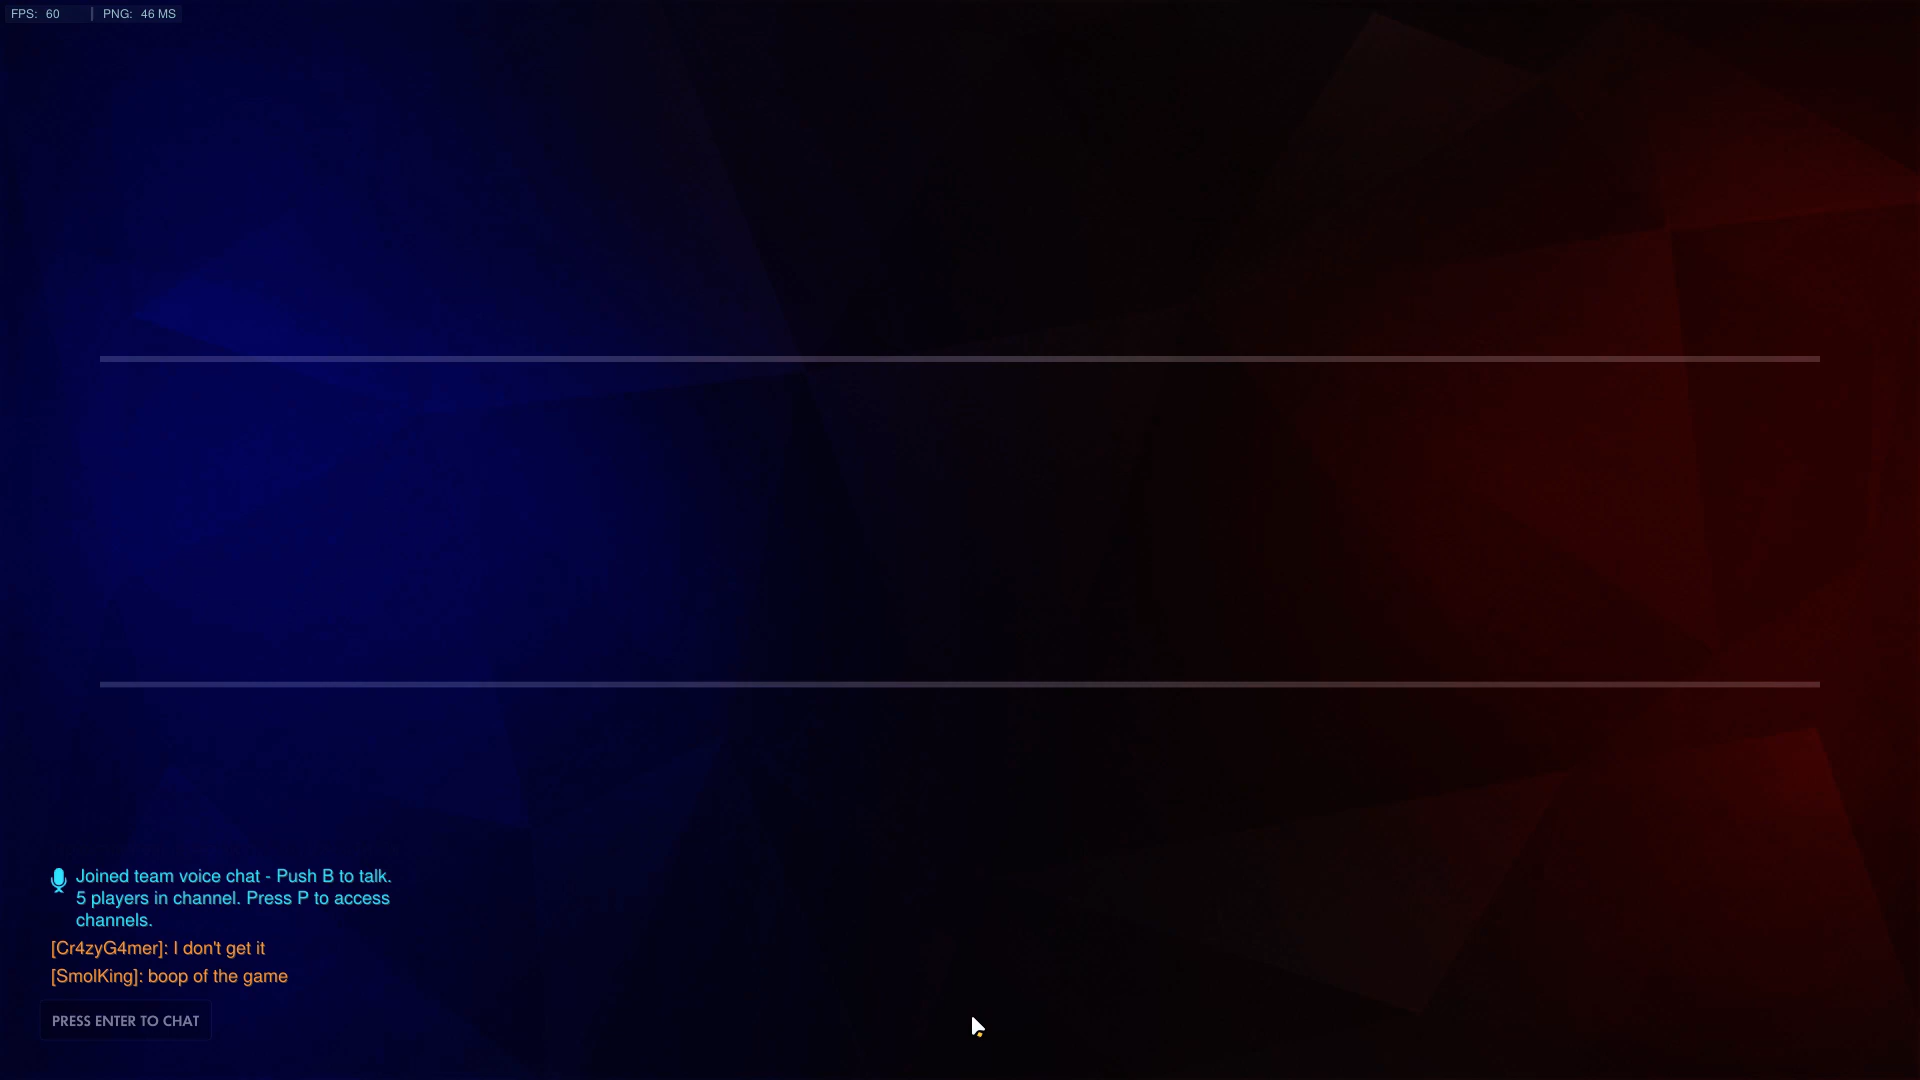 FPS: 60 | PNG: 46 MS
Joined team voice chat - Push B to talk.
5 players in channel. Press P to access
channels.
[Cr4zyG4mer]: I don't get it
[SmolKing]: boop of the game
PRESS ENTER TO CHAT